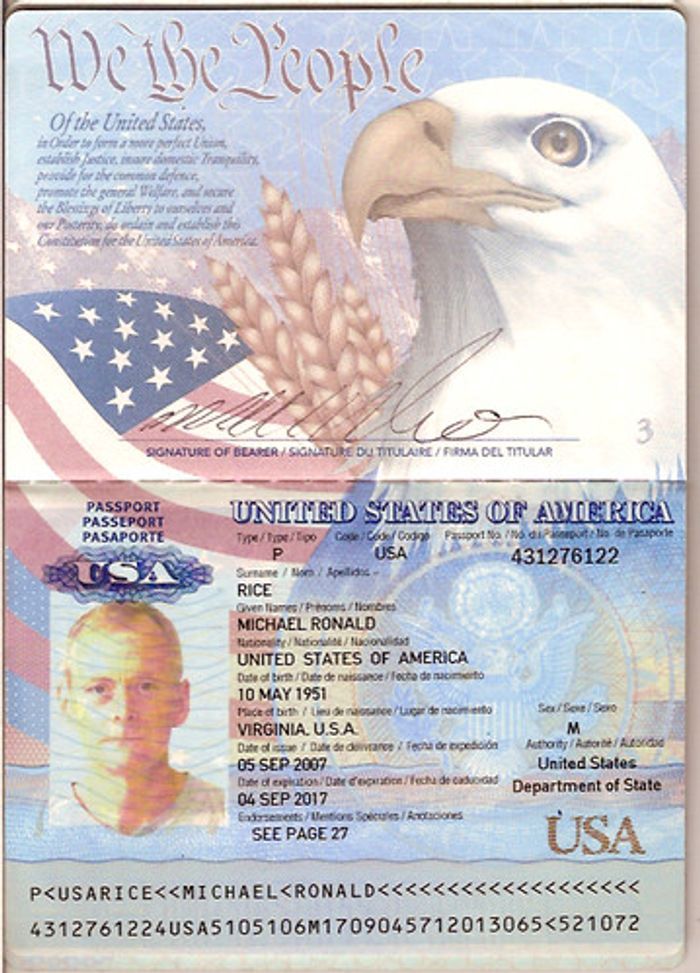 We the People
Of the United States,
in Order to form a more perfect Union,
establish Justice, insure domestic Tranquility,
provide for the common defence,
promote the general Welfare, and secure
the Blessings of Liberty to ourselves and
our Posterity, do ordain and establish this
Constitution for the United States of America.
3
SIGNATURE OF BEARER / SIGNATURE DU TITULAIRE / FIRMA DEL TITULAR
PASSPORT
PASSEPORT
PASAPORTE
USA
UNITED STATES OF AMERICA
Type / Type / Tipo Code / Code / Codigo Passport No. / No. du Passeport / No. de Pasaporte
P USA 431276122
Surname / Nom / Apellidos
RICE
Given Names / Prénoms / Nombres
MICHAEL RONALD
Nationality / Nationalité / Nacionalidad
UNITED STATES OF AMERICA
Date of birth / Date de naissance / Fecha de nacimiento
10 MAY 1951
Place of birth / Lieu de naissance / Lugar de nacimiento Sex / Sexe / Sexo
VIRGINIA. U.S.A. M
Date of issue / Date de délivrance / Fecha de expedición Authority / Autorité / Autoridad
05 SEP 2007 United States
Date of expiration / Date d'expiration / Fecha de caducidad Department of State
04 SEP 2017
Endorsements / Mentions Spéciales / Anotaciones
SEE PAGE 27
USA
P<USARICE<<MICHAEL<RONALD<<<<<<<<<<<<<<<<<<<
4312761224USA5105106M1709045712013065<521072